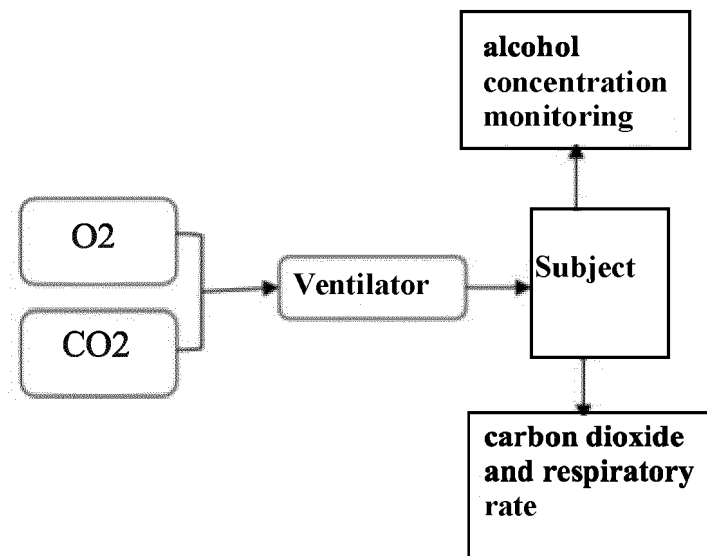 alcohol
concentration
monitoring
O2
CO2
Ventilator
Subject
carbon dioxide
and respiratory
rate